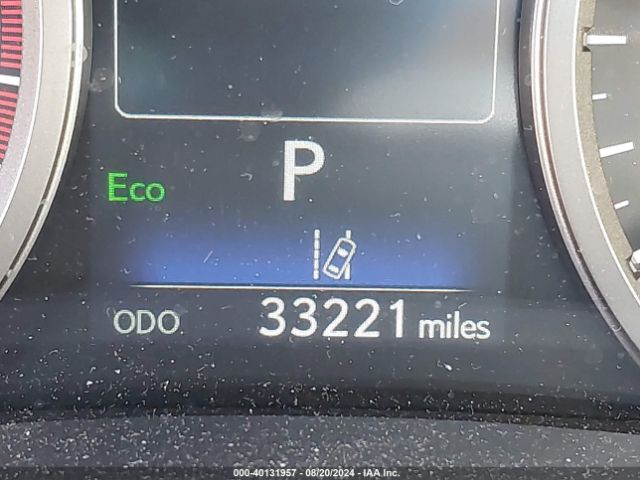 P
Eco
ODO 33221 miles
000-40131957 - 08/20/2024 - IAA Inc.